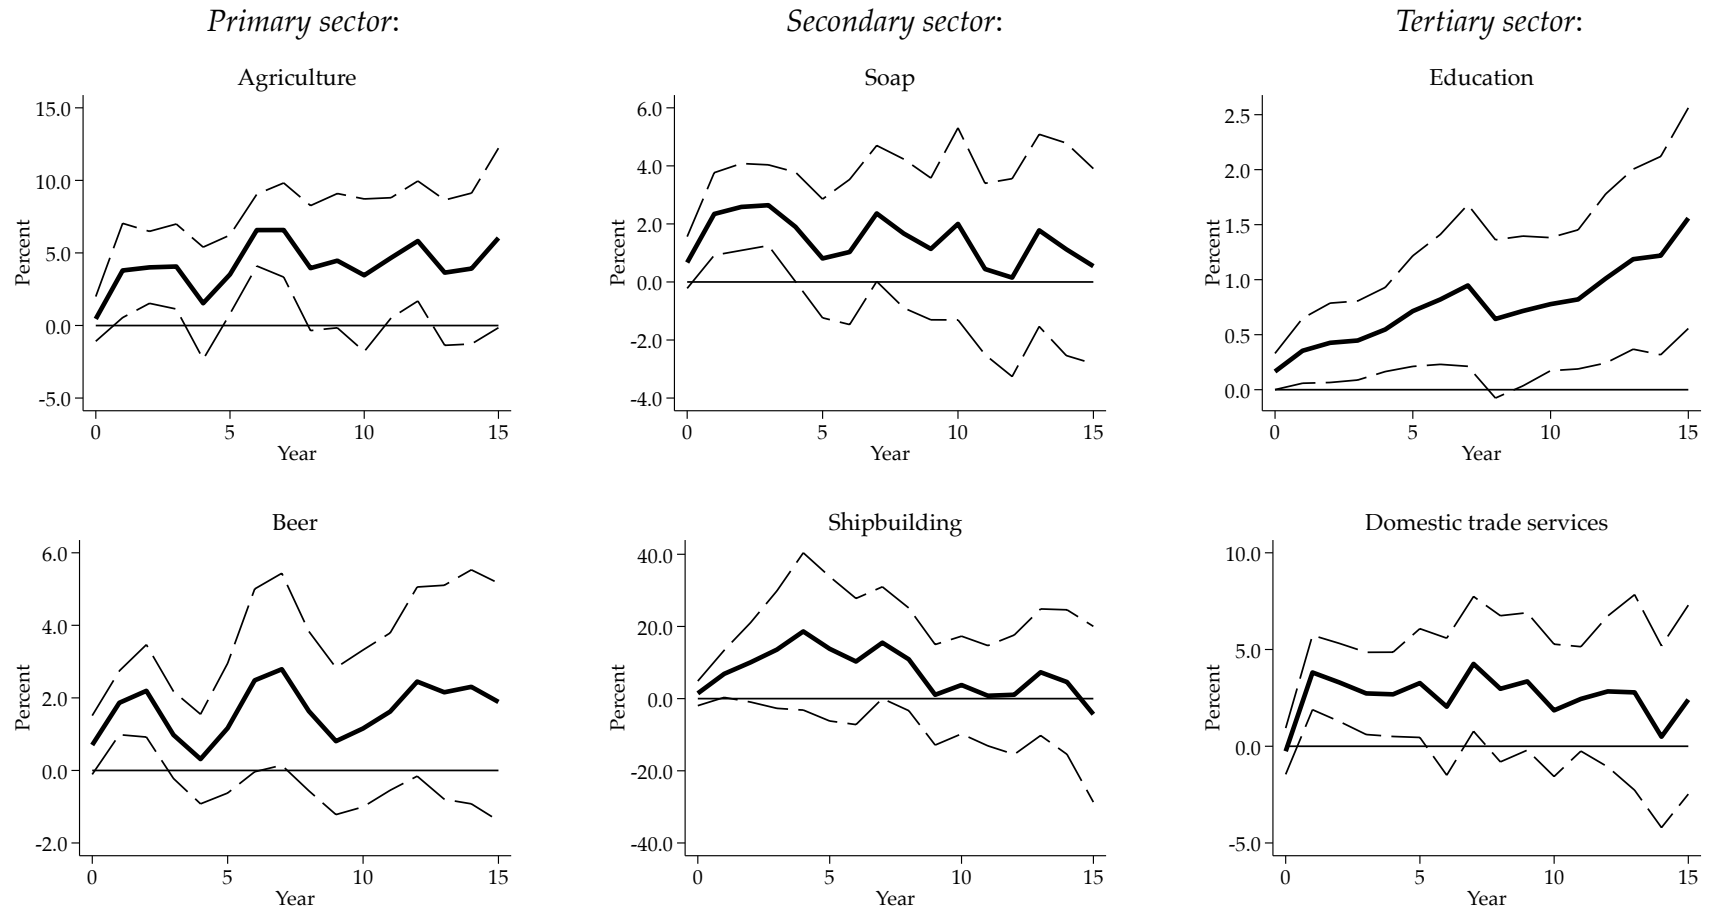 Primary sector: Secondary sector: Tertiary sector:
Agriculture
Percent
15.0
10.0
5.0
0.0
-5.0
0 5 10 15
Year
Soap
Percent
6.0
4.0
2.0
0.0
-2.0
-4.0
0 5 10 15
Year
Education
Percent
2.5
2.0
1.5
1.0
0.5
0.0
0 5 10 15
Year
Beer
Percent
6.0
4.0
2.0
0.0
-2.0
0 5 10 15
Year
Shipbuilding
Percent
40.0
20.0
0.0
-20.0
-40.0
0 5 10 15
Year
Domestic trade services
Percent
10.0
5.0
0.0
-5.0
0 5 10 15
Year